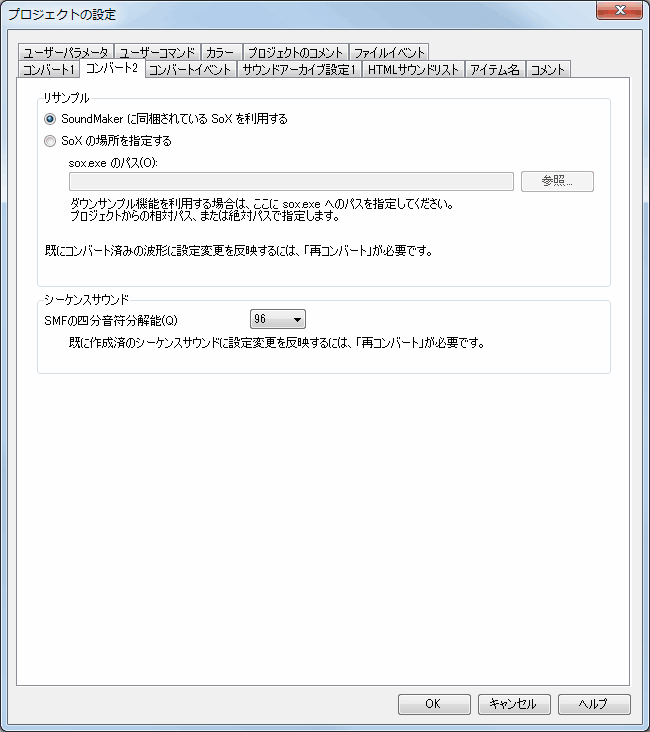 プロジェクトの設定
ユーザーパラメータ ユーザーコマンド カラー プロジェクトのコメント ファイルイベント
コンバート1 コンバート2 コンバートイベント サウンドアーカイブ設定1 HTMLサウンドリスト アイテム名 コメント
リサンプル
SoundMaker に同梱されている SoX を利用する
SoX の場所を指定する
sox.exe のパス(O):
参照...
ダウンサンプル機能を利用する場合は、ここに sox.exe へのパスを指定してください。
プロジェクトからの相対パス、または絶対パスで指定します。
既にコンバート済みの波形に設定変更を反映するには、「再コンバート」が必要です。
シーケンスサウンド
SMFの四分音符分解能(Q) 96
既に作成済のシーケンスサウンドに設定変更を反映するには、「再コンバート」が必要です。
OK キャンセル ヘルプ